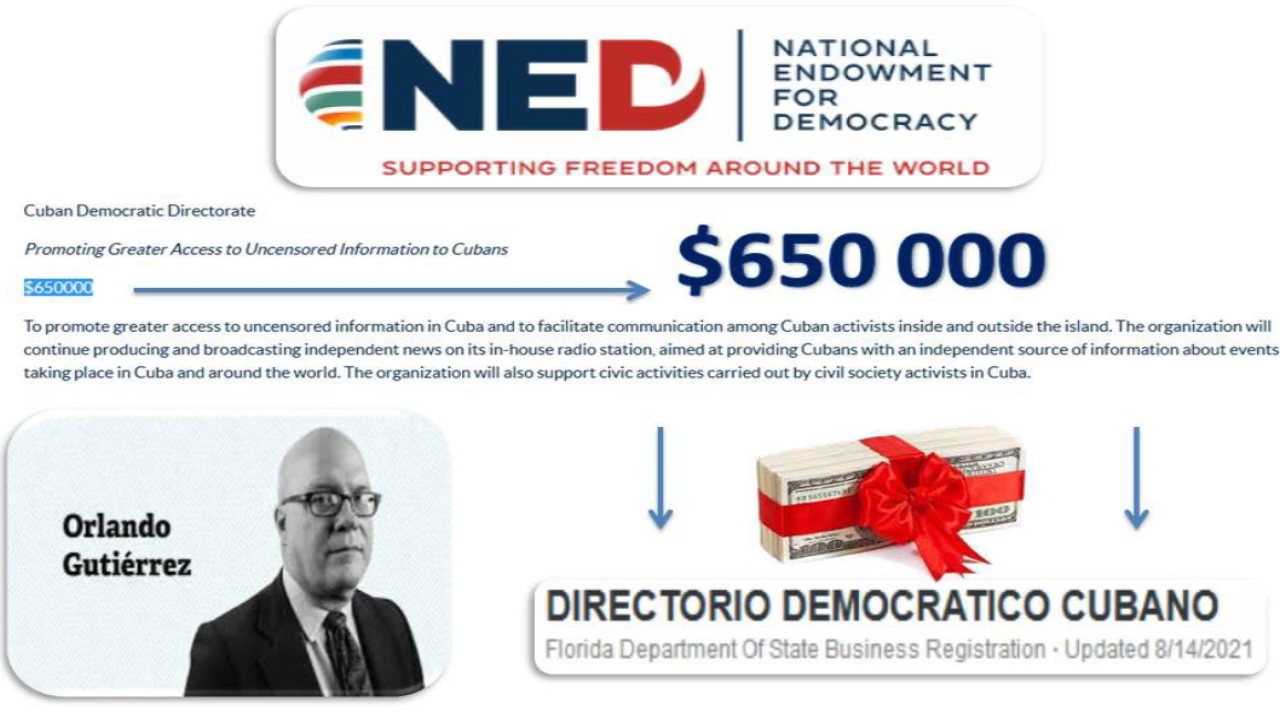 NED
NATIONAL
ENDOWMENT
FOR
DEMOCRACY
SUPPORTING FREEDOM AROUND THE WORLD
Cuban Democratic Directorate
Promoting Greater Access to Uncensored Information to Cubans
$650000
$650 000
To promote greater access to uncensored information in Cuba and to facilitate communication among Cuban activists inside and outside the island. The organization will
continue producing and broadcasting independent news on its in-house radio station, aimed at providing Cubans with an independent source of information about events
taking place in Cuba and around the world. The organization will also support civic activities carried out by civil society activists in Cuba.
Orlando
Gutiérrez
100
DIRECTORIO DEMOCRATICO CUBANO
Florida Department Of State Business Registration · Updated 8/14/2021